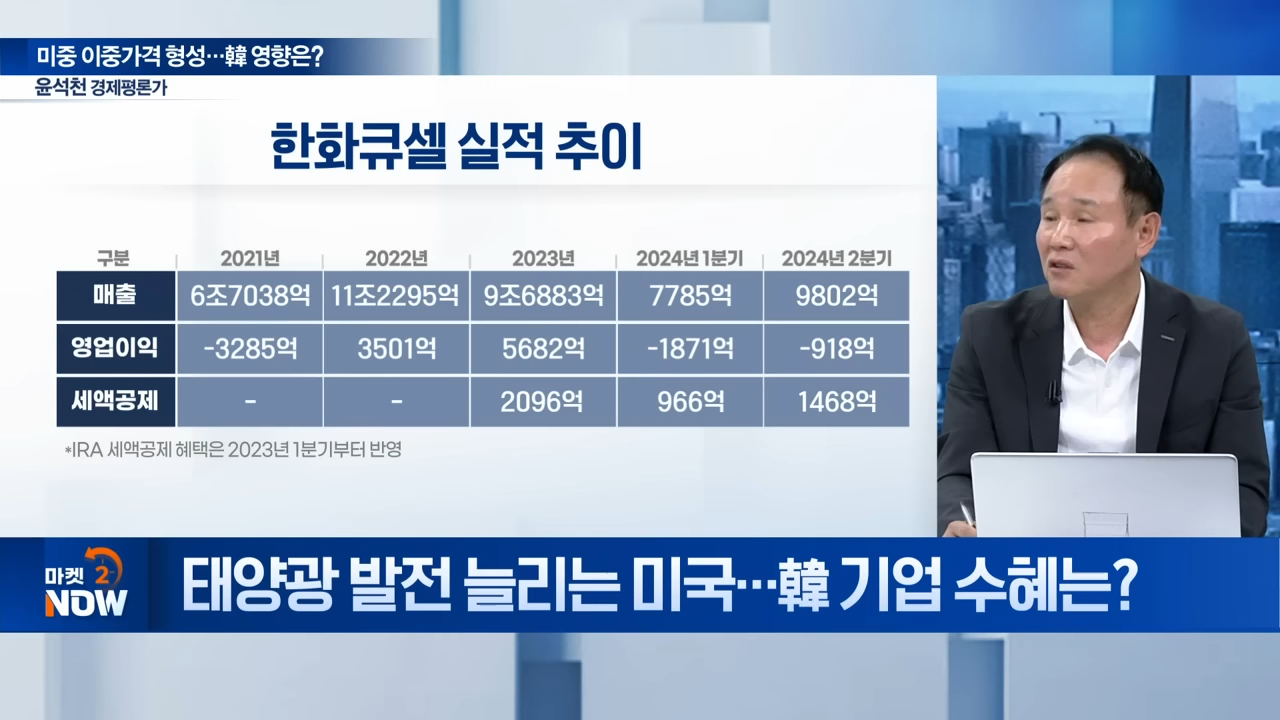 미중 이중가격 형성…韓 영향은?
윤석천 경제평론가
한화큐셀 실적 추이
구분 2021년 2022년 2023년 2024년 1분기 2024년 2분기
매출 6조7038억 11조2295억 9조6883억 7785억 9802억
영업이익 -3285억 3501억 5682억 -1871억 -918억
세액공제 - - 2096억 966억 1468억
*IRA 세액공제 혜택은 2023년 1분기부터 반영
마켓 2
NOW
태양광 발전 늘리는 미국…韓 기업 수혜는?